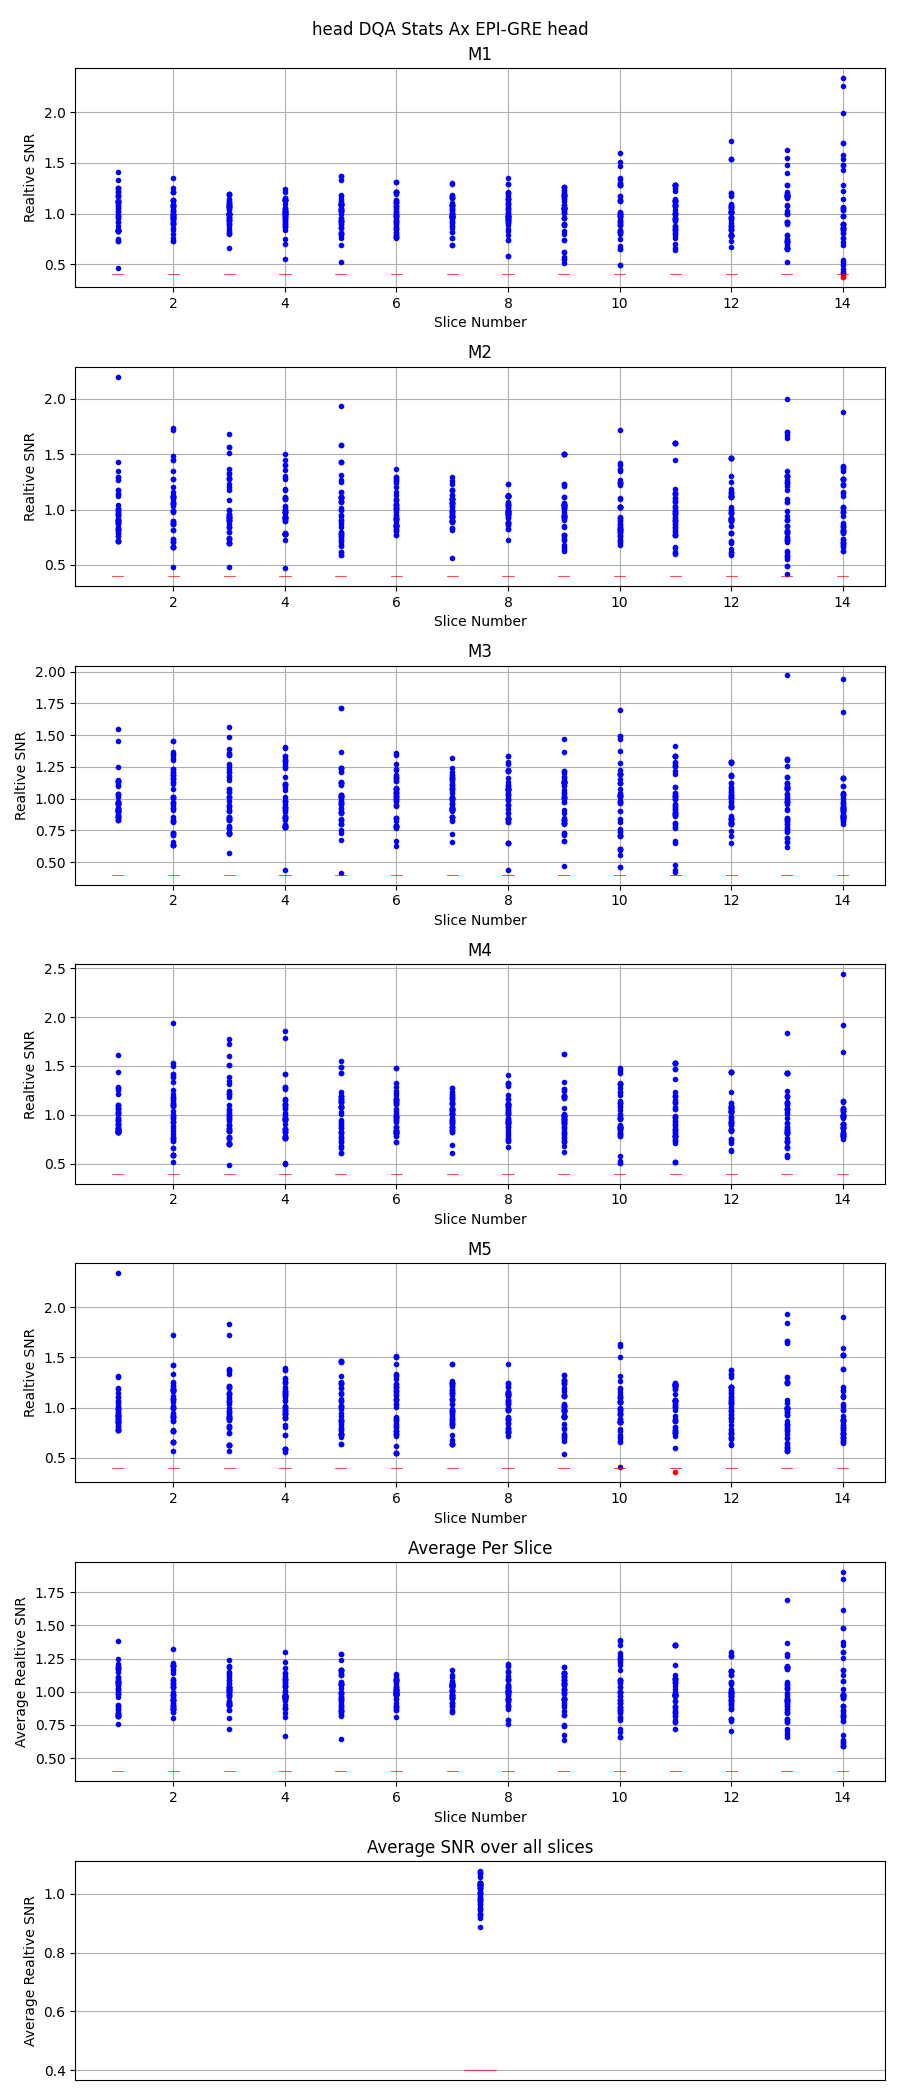 head DQA Stats Ax EPI-GRE head
M1
Realtive SNR
2.0
1.5
1.0
0.5
2 4 6 8 10 12 14
Slice Number
M2
Realtive SNR
2.0
1.5
1.0
0.5
2 4 6 8 10 12 14
Slice Number
M3
Realtive SNR
2.00
1.75
1.50
1.25
1.00
0.75
0.50
2 4 6 8 10 12 14
Slice Number
M4
Realtive SNR
2.5
2.0
1.5
1.0
0.5
2 4 6 8 10 12 14
Slice Number
M5
Realtive SNR
2.0
1.5
1.0
0.5
2 4 6 8 10 12 14
Slice Number
Average Per Slice
Average Realtive SNR
1.75
1.50
1.25
1.00
0.75
0.50
2 4 6 8 10 12 14
Slice Number
Average SNR over all slices
Average Realtive SNR
1.0
0.8
0.6
0.4